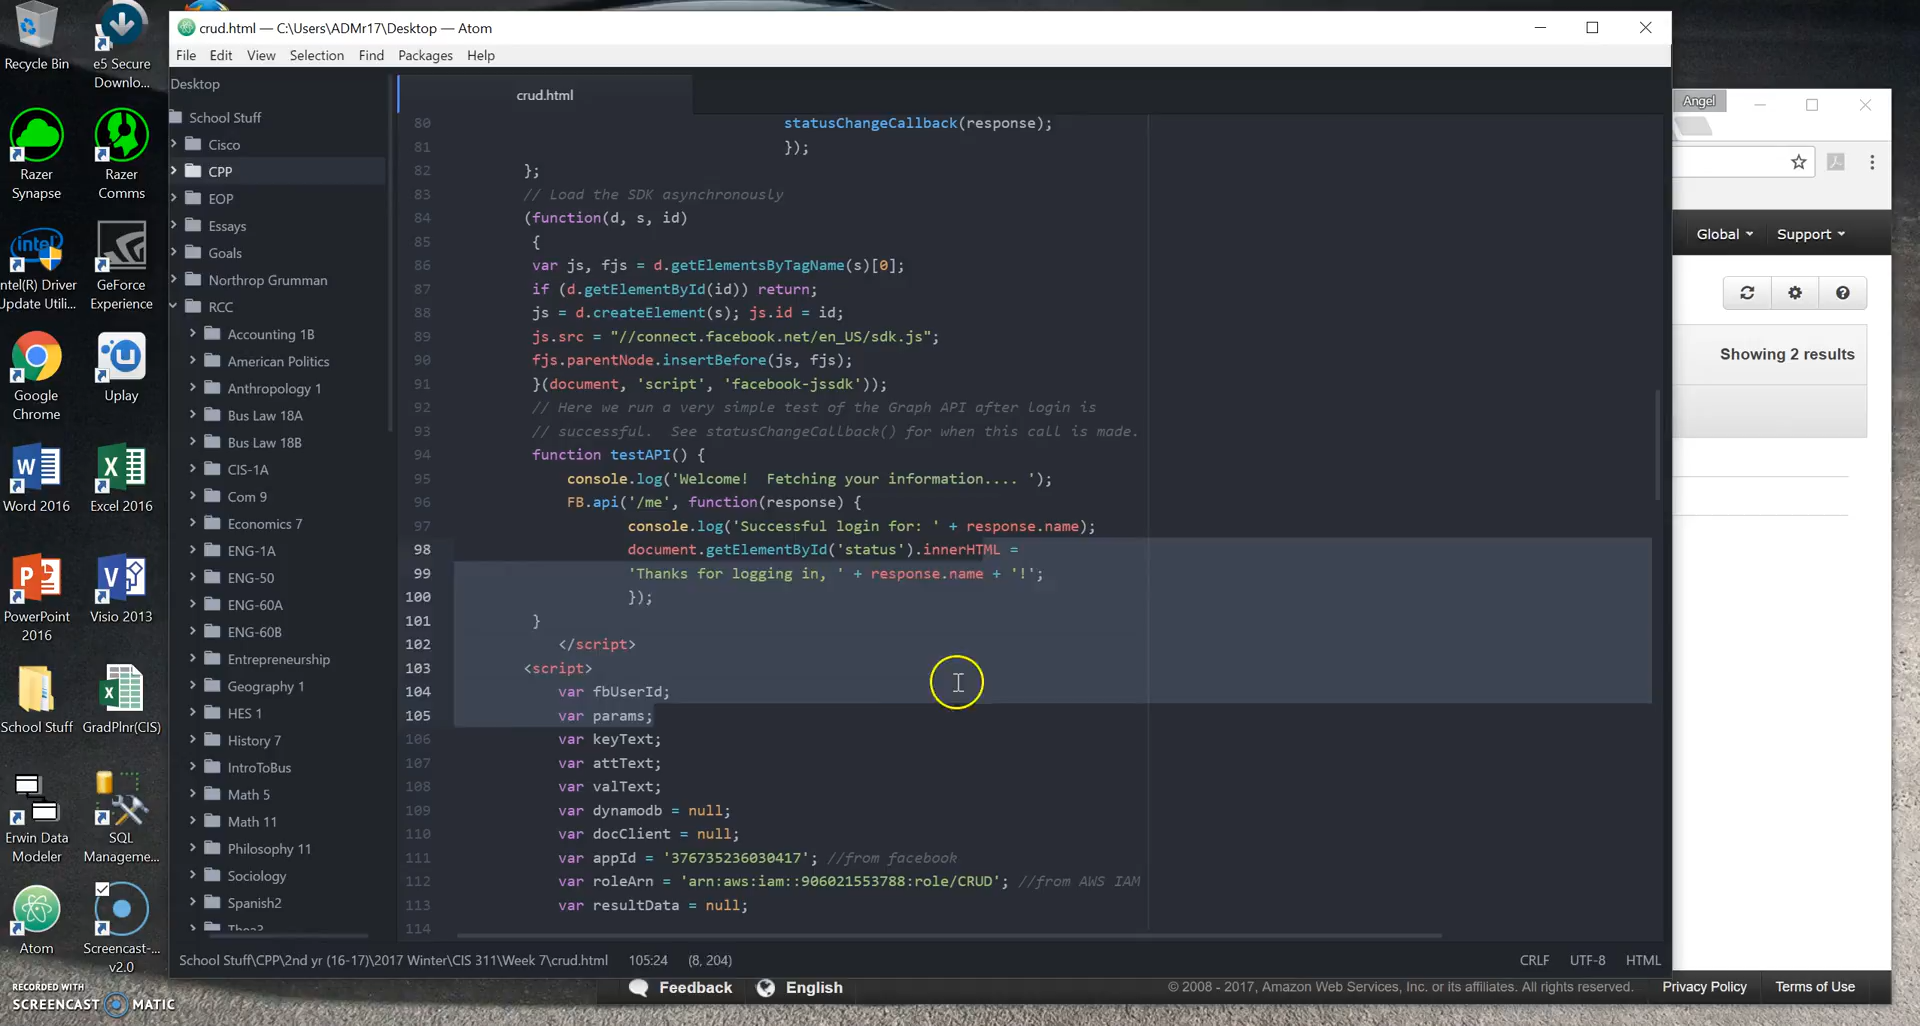 Recycle Bin
e5 Secure
Downlo...
Razer
Synapse
Razer
Comms
Intel(R) Driver
Update Utili...
GeForce
Experience
Google
Chrome
Uplay
Word 2016
Excel 2016
PowerPoint
2016
Visio 2013
School Stuff
GradPlnr(CIS)
Erwin Data
Modeler
SQL
Manageme...
Atom
Screencast-...
v2.0
RECORDED WITH
SCREENCAST MATIC
crud.html — C:\Users\ADMr17\Desktop — Atom
File Edit View Selection Find Packages Help
Desktop
School Stuff
Cisco
CPP
EOP
Essays
Goals
Northrop Grumman
RCC
Accounting 1B
American Politics
Anthropology 1
Bus Law 18A
Bus Law 18B
CIS-1A
Com 9
Economics 7
ENG-1A
ENG-50
ENG-60A
ENG-60B
Entrepreneurship
Geography 1
HES 1
History 7
IntroToBus
Math 5
Math 11
Philosophy 11
Sociology
Spanish2
crud.html
80 statusChangeCallback(response);
81 });
82 };
83 // Load the SDK asynchronously
84 (function(d, s, id)
85 {
86 var js, fjs = d.getElementsByTagName(s)[0];
87 if (d.getElementById(id)) return;
88 js = d.createElement(s); js.id = id;
89 js.src = "//connect.facebook.net/en_US/sdk.js";
90 fjs.parentNode.insertBefore(js, fjs);
91 }(document, 'script', 'facebook-jssdk'));
92 // Here we run a very simple test of the Graph API after login is
93 // successful.  See statusChangeCallback() for when this call is made.
94 function testAPI() {
95 console.log('Welcome!  Fetching your information.... ');
96 FB.api('/me', function(response) {
97 console.log('Successful login for: ' + response.name);
98 document.getElementById('status').innerHTML =
99 'Thanks for logging in, ' + response.name + '!';
100 });
101 }
102 </script>
103 <script>
104 var fbUserId;
105 var params;
106 var keyText;
107 var attText;
108 var valText;
109 var dynamodb = null;
110 var docClient = null;
111 var appId = '376735236030417'; //from facebook
112 var roleArn = 'arn:aws:iam::906021553788:role/CRUD'; //from AWS IAM
113 var resultData = null;
114
School Stuff\CPP\2nd yr (16-17)\2017 Winter\CIS 311\Week 7\crud.html 105:24 (8, 204) CRLF UTF-8 HTML
Angel
Global Support
Showing 2 results
Feedback English © 2008 - 2017, Amazon Web Services, Inc. or its affiliates. All rights reserved. Privacy Policy Terms of Use